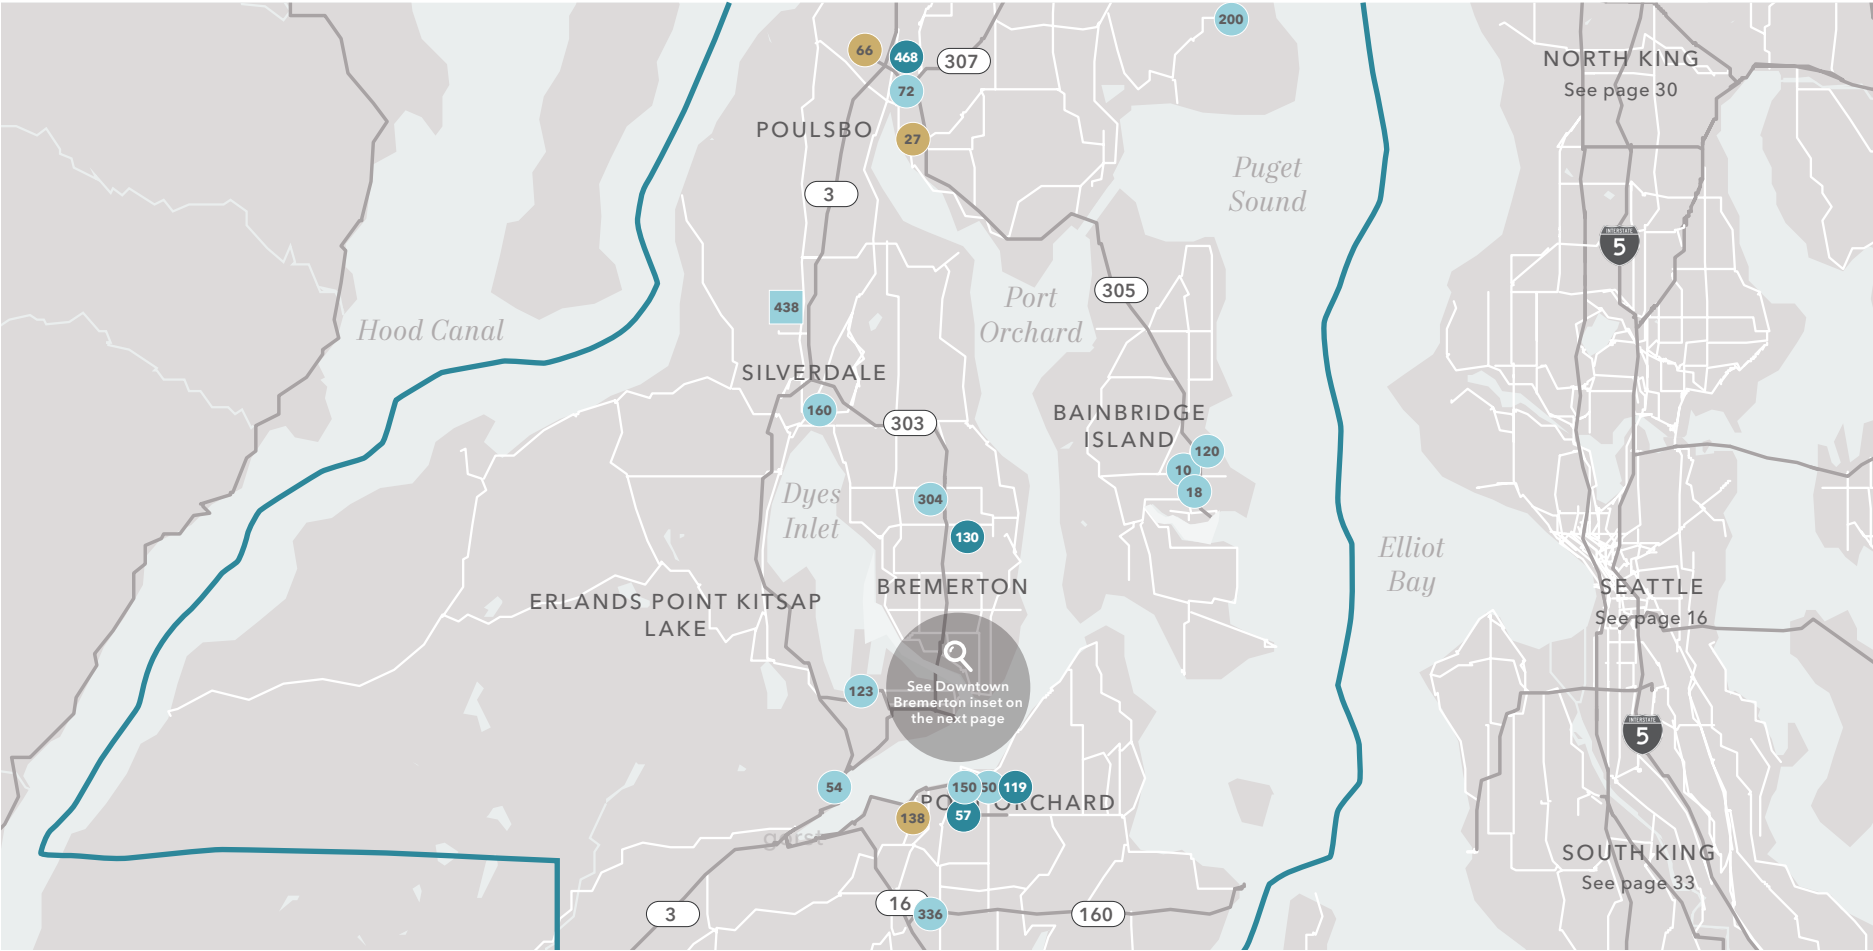 200
NORTH KING
See page 30
66
468
307
72
POULSBO
27
Puget
Sound
3
INTERSTATE
5
438
Port
Orchard
305
Hood Canal
SILVERDALE
160
303
BAINBRIDGE
ISLAND
120
10
18
Dyes
Inlet
304
130
Elliot
Bay
BREMERTON
SEATTLE
See page 16
ERLANDS POINT KITSAP
LAKE
See Downtown
Bremerton inset on
the next page
123
INTERSTATE
5
54
150
50
119
ORCHARD
138
57
gorst
SOUTH KING
See page 33
3
16
336
160